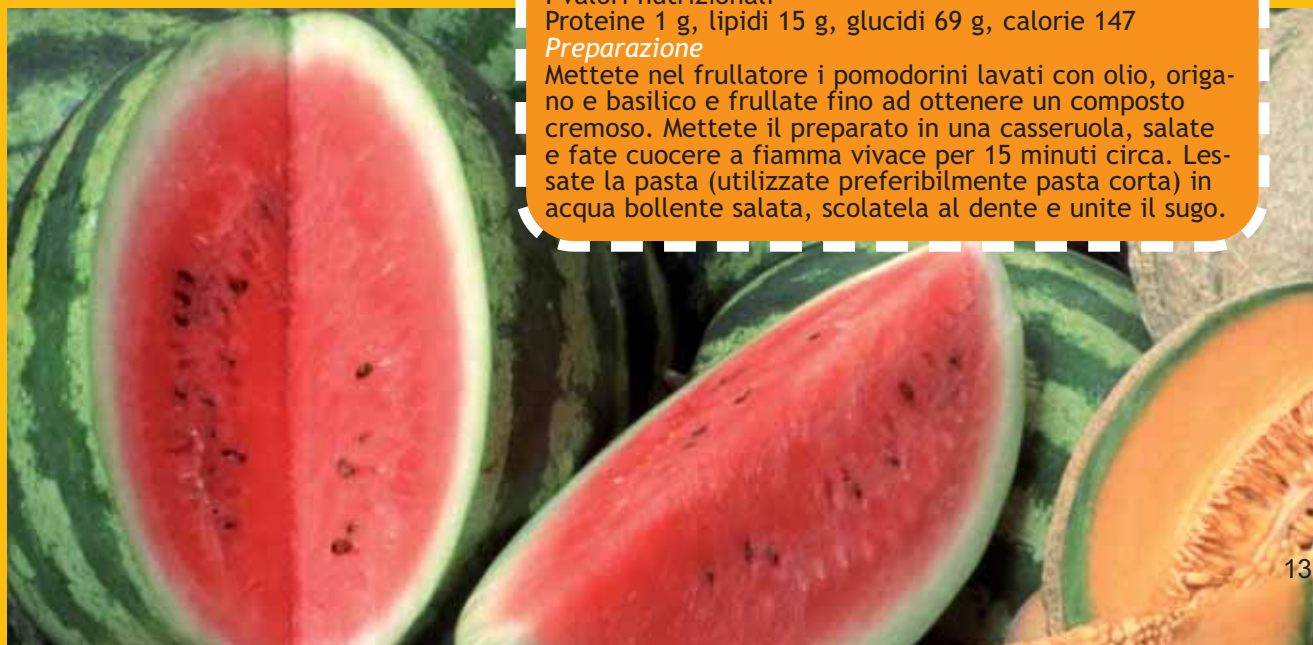 I valori nutrizionali
Proteine 1 g, lipidi 15 g, glucidi 69 g, calorie 147
Preparazione
Mettete nel frullatore i pomodorini lavati con olio, origa-
no e basilico e frullate fino ad ottenere un composto
cremoso. Mettete il preparato in una casseruola, salate
e fate cuocere a fiamma vivace per 15 minuti circa. Les-
sate la pasta (utilizzate preferibilmente pasta corta) in
acqua bollente salata, scolatela al dente e unite il sugo.
13